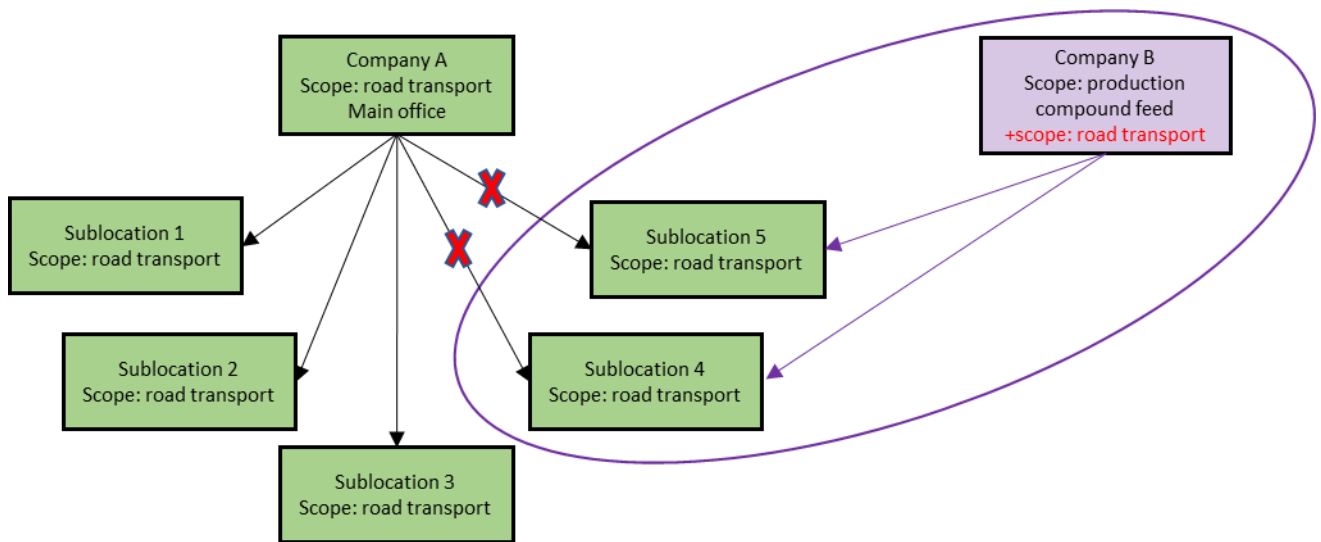 Company A
Scope: road transport
Main office
Company B
Scope: production
compound feed
+scope: road transport
Sublocation 1
Scope: road transport
Sublocation 5
Scope: road transport
Sublocation 2
Scope: road transport
Sublocation 4
Scope: road transport
Sublocation 3
Scope: road transport